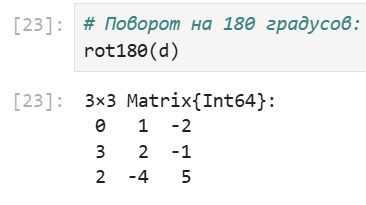 [23]: # Поворот на 180 градусов:
rot180(d)
[23]: 3×3 Matrix{Int64}:
0 1 -2
3 2 -1
2 -4 5